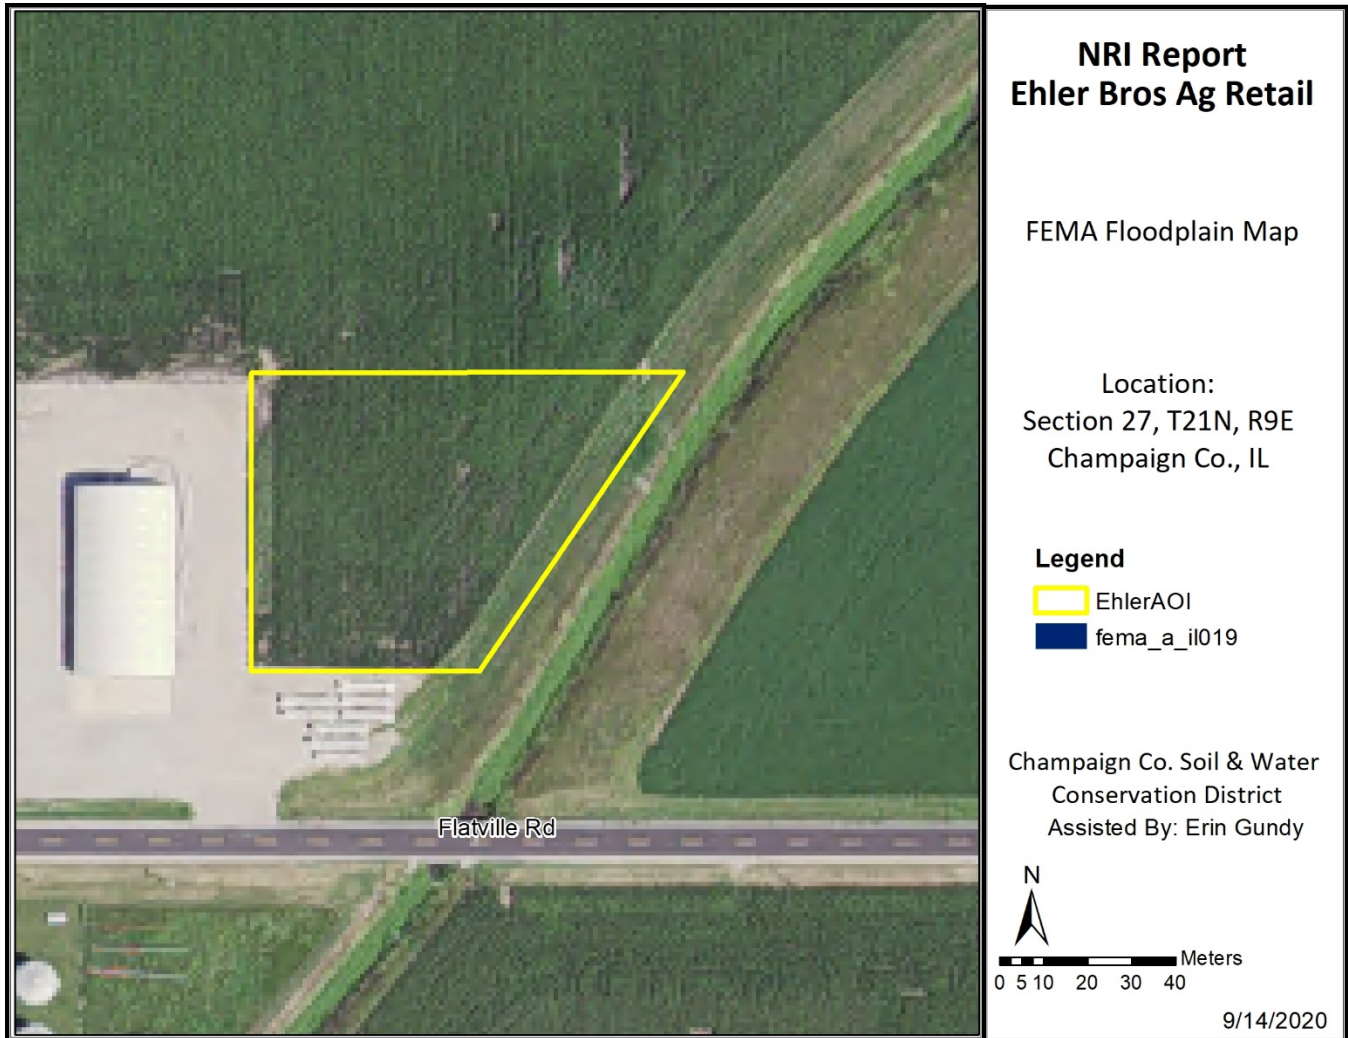 NRI Report
Ehler Bros Ag Retail
FEMA Floodplain Map
Location:
Section 27, T21N, R9E
Champaign Co., IL
Legend
EhlerAOI
fema_a_il019
Champaign Co. Soil & Water
Conservation District
Assisted By: Erin Gundy
N
Meters
0 5 10 20 30 40
9/14/2020
Flatville Rd